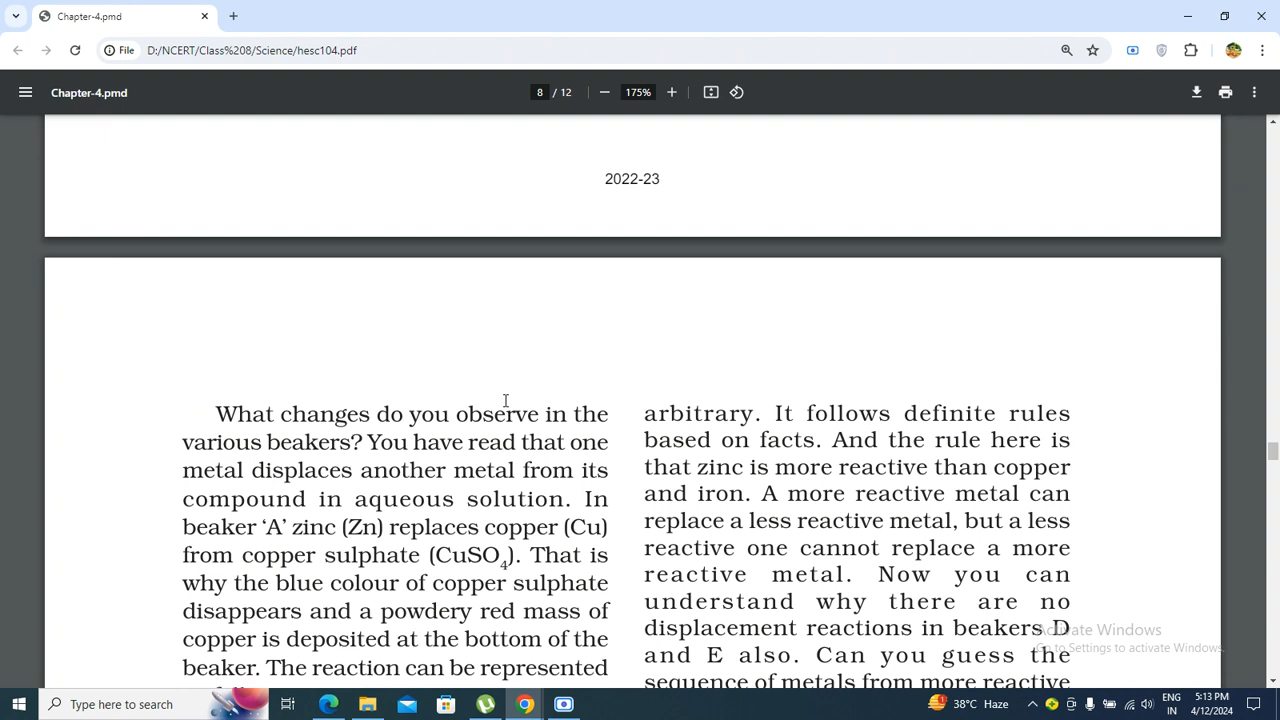 Chapter-4.pmd
File
D:/NCERT/Class%208/Science/hesc104.pdf
Chapter-4.pmd
8 / 12
175%
2022-23
What changes do you observe in the
various beakers? You have read that one
metal displaces another metal from its
compound in aqueous solution. In
beaker ‘A’ zinc (Zn) replaces copper (Cu)
from copper sulphate (CuSO4). That is
why the blue colour of copper sulphate
disappears and a powdery red mass of
copper is deposited at the bottom of the
beaker. The reaction can be represented
arbitrary. It follows definite rules
based on facts. And the rule here is
that zinc is more reactive than copper
and iron. A more reactive metal can
replace a less reactive metal, but a less
reactive one cannot replace a more
reactive metal. Now you can
understand why there are no
displacement reactions in beakers D
and E also. Can you guess the
sequence of metals from more reactive
Activate Windows
Go to Settings to activate Windows.
Type here to search
38°C Haze
ENG
IN
5:13 PM
4/12/2024